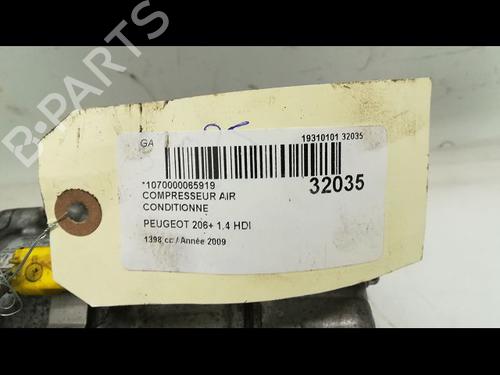 GA
19310101 32035
*1070000065919
32035
COMPRESSEUR AIR
CONDITIONNE
PEUGEOT 206+ 1.4 HDI
1398 cc / Année 2009
B-PARTS